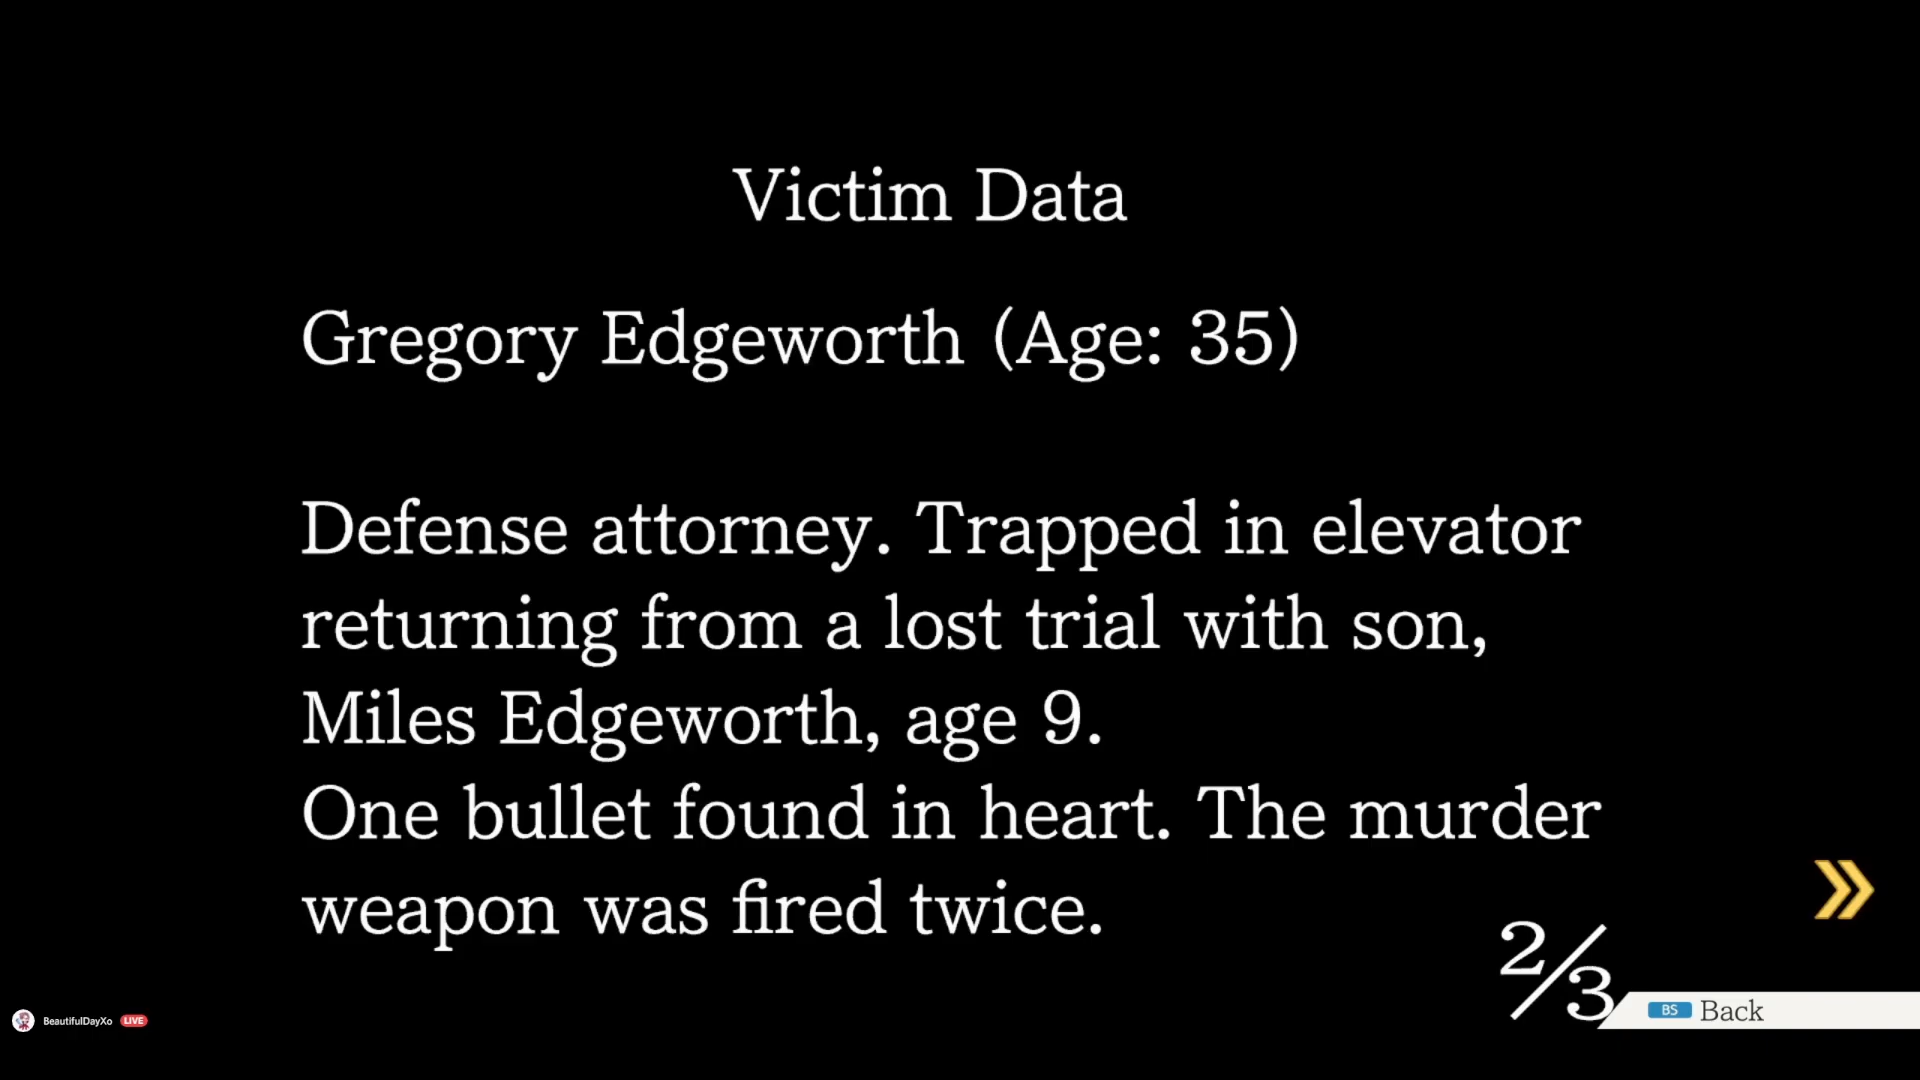 Victim Data
Gregory Edgeworth (Age: 35)
Defense attorney. Trapped in elevator
returning from a lost trial with son,
Miles Edgeworth, age 9.
One bullet found in heart. The murder
weapon was fired twice.
2/3
BS Back
BeautifulDayXo LIVE